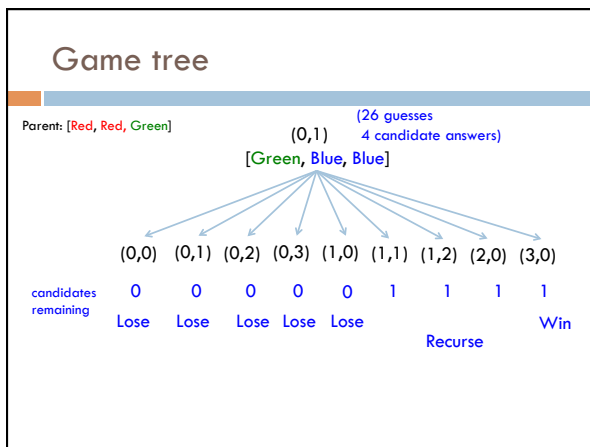 Game tree
Parent: [Red, Red, Green]
(0,1)
(26 guesses
4 candidate answers)
[Green, Blue, Blue]
(0,0) (0,1) (0,2) (0,3) (1,0) (1,1) (1,2) (2,0) (3,0)
candidates
remaining
0 0 0 0 0 1 1 1 1
Lose Lose Lose Lose Lose
Recurse
Win